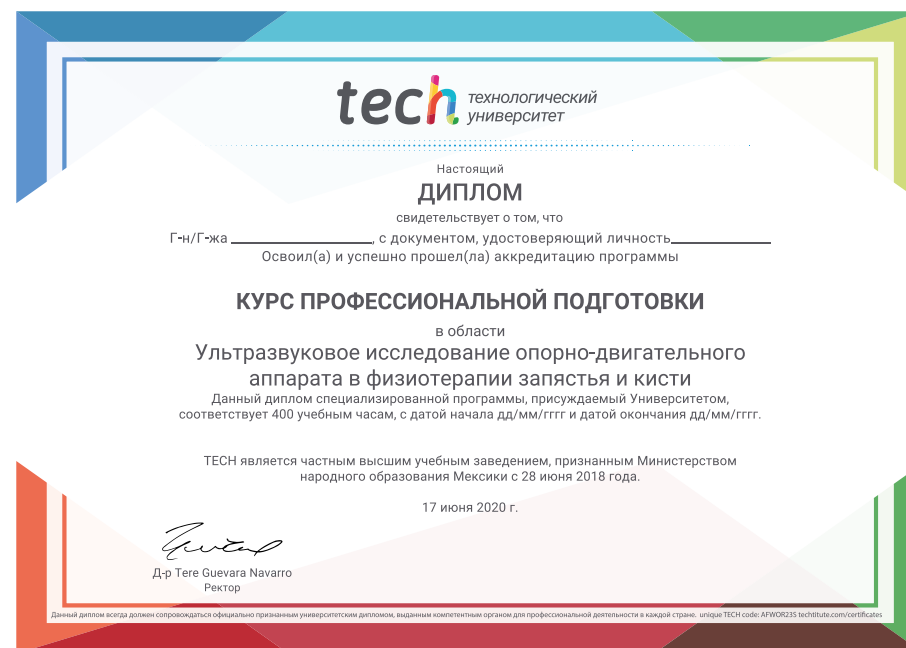 tech технологический
университет
Настоящий
ДИПЛОМ
свидетельствует о том, что
Г-н/Г-жа ____________, с документом, удостоверяющий личность____________
Освоил(а) и успешно прошел(ла) аккредитацию программы
КУРС ПРОФЕССИОНАЛЬНОЙ ПОДГОТОВКИ
в области
Ультразвуковое исследование опорно-двигательного
аппарата в физиотерапии запястья и кисти
Данный диплом специализированной программы, присуждаемый Университетом,
соответствует 400 учебным часам, с датой начала дд/мм/гггг и датой окончания дд/мм/гггг.
TECH является частным высшим учебным заведением, признанным Министерством
народного образования Мексики с 28 июня 2018 года.
17 июня 2020 г.
Д-р Tere Guevara Navarro
Ректор
Данный диплом всегда должен сопровождаться официально признанным университетским дипломом, выданным компетентным органом для профессиональной деятельности в каждой стране. unique TECH code: AFWOR235 techtitute.com/certificates